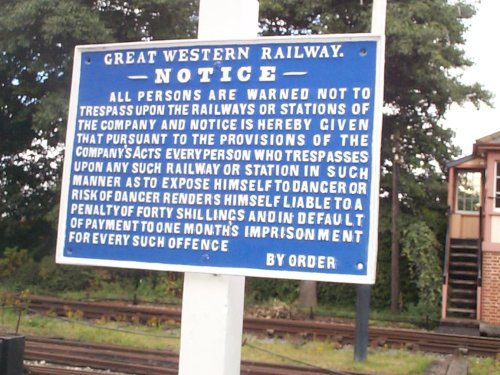 GREAT WESTERN RAILWAY.
— NOTICE —
ALL PERSONS ARE WARNED NOT TO
TRESPASS UPON THE RAILWAYS OR STATIONS OF
THE COMPANY AND NOTICE IS HEREBY GIVEN
THAT PURSUANT TO THE PROVISIONS OF THE
COMPANY'S ACTS EVERY PERSON WHO TRESPASSES
UPON ANY SUCH RAILWAY OR STATION IN SUCH
MANNER AS TO EXPOSE HIMSELF TO DANGER OR
RISK OF DANGER RENDERS HIMSELF LIABLE TO A
PENALTY OF FORTY SHILLINGS AND IN DEFAULT
OF PAYMENT TO ONE MONTH'S IMPRISONMENT
FOR EVERY SUCH OFFENCE
BY ORDER